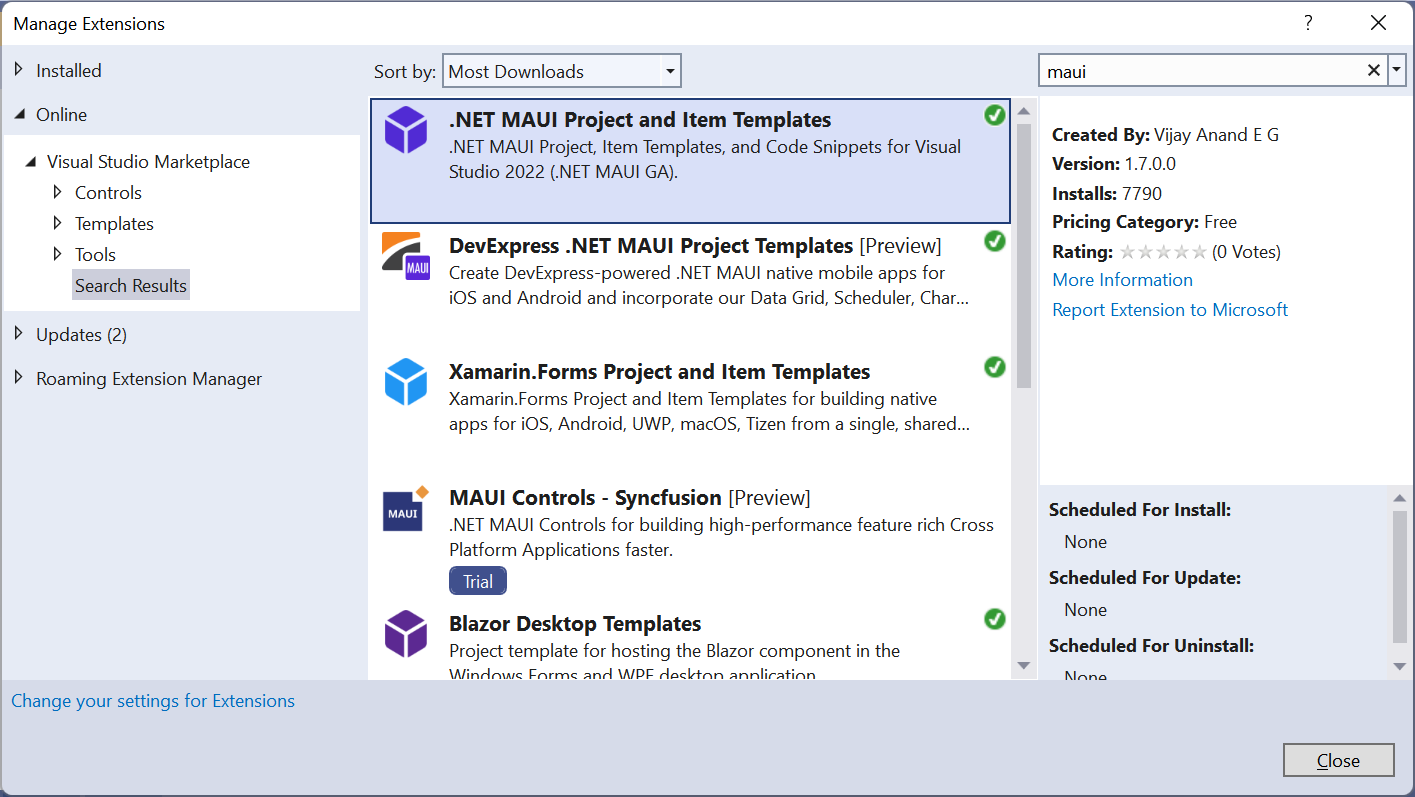 Manage Extensions
?
Installed
Online
Visual Studio Marketplace
Controls
Templates
Tools
Search Results
Updates (2)
Roaming Extension Manager
Sort by: Most Downloads
.NET MAUI Project and Item Templates
.NET MAUI Project, Item Templates, and Code Snippets for Visual
Studio 2022 (.NET MAUI GA).
MAUI
DevExpress .NET MAUI Project Templates [Preview]
Create DevExpress-powered .NET MAUI native mobile apps for
iOS and Android and incorporate our Data Grid, Scheduler, Char...
Xamarin.Forms Project and Item Templates
Xamarin.Forms Project and Item Templates for building native
apps for iOS, Android, UWP, macOS, Tizen from a single, shared...
MAUI
MAUI Controls - Syncfusion [Preview]
.NET MAUI Controls for building high-performance feature rich Cross
Platform Applications faster.
Trial
Blazor Desktop Templates
Project template for hosting the Blazor component in the
Windows Forms and WPF desktop application
maui
Created By: Vijay Anand E G
Version: 1.7.0.0
Installs: 7790
Pricing Category: Free
Rating: (0 Votes)
More Information
Report Extension to Microsoft
Scheduled For Install:
None
Scheduled For Update:
None
Scheduled For Uninstall:
None
Change your settings for Extensions
Close